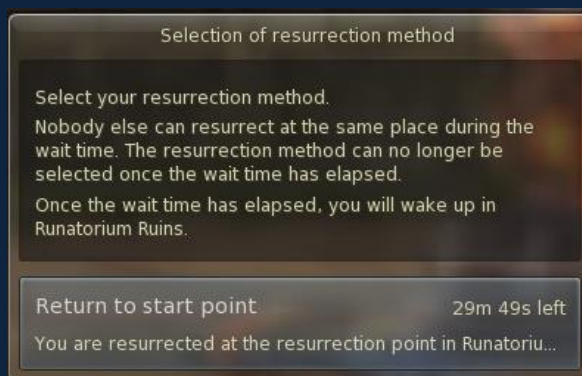 Selection of resurrection method
Select your resurrection method.
Nobody else can resurrect at the same place during the
wait time. The resurrection method can no longer be
selected once the wait time has elapsed.
Once the wait time has elapsed, you will wake up in
Runatorium Ruins.
Return to start point 29m 49s left
You are resurrected at the resurrection point in Runatoriu...